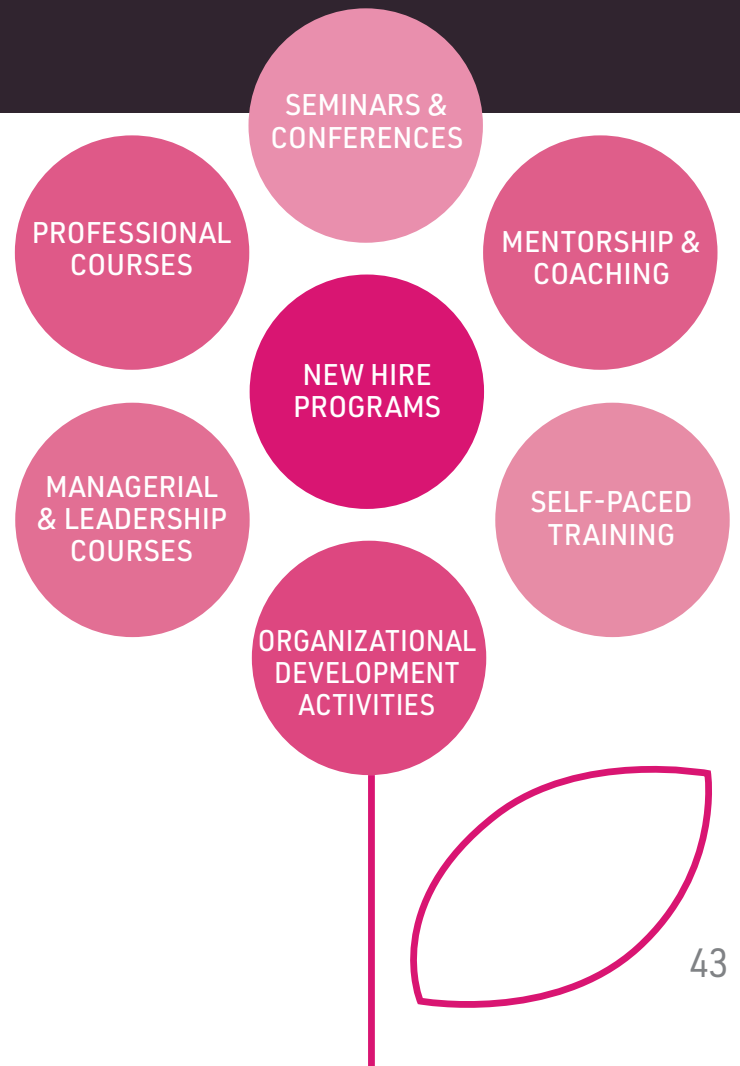 SEMINARS &
CONFERENCES
PROFESSIONAL
COURSES
MENTORSHIP &
COACHING
NEW HIRE
PROGRAMS
MANAGERIAL
& LEADERSHIP
COURSES
SELF-PACED
TRAINING
ORGANIZATIONAL
DEVELOPMENT
ACTIVITIES
43